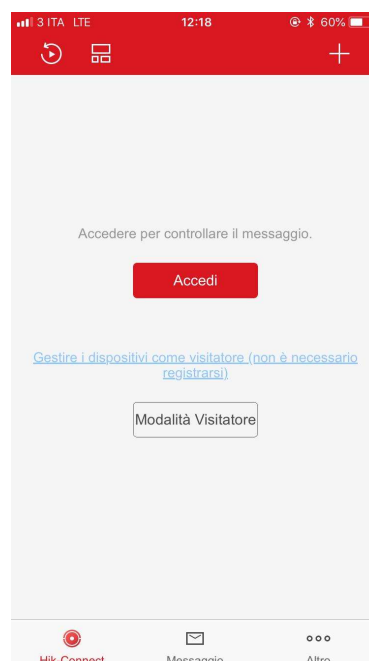 3 ITA LTE 12:18 60%
Accedere per controllare il messaggio.
Accedi
Gestire i dispositivi come visitatore (non è necessario
registrarsi)
Modalità Visitatore
Hik-Connect Messaggio Altro